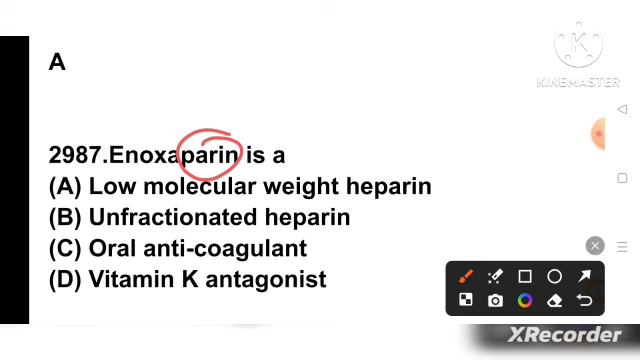 KINEMASTER
A
2987.Enoxaparin is a
(A) Low molecular weight heparin
(B) Unfractionated heparin
(C) Oral anti-coagulant
(D) Vitamin K antagonist
XRecorder